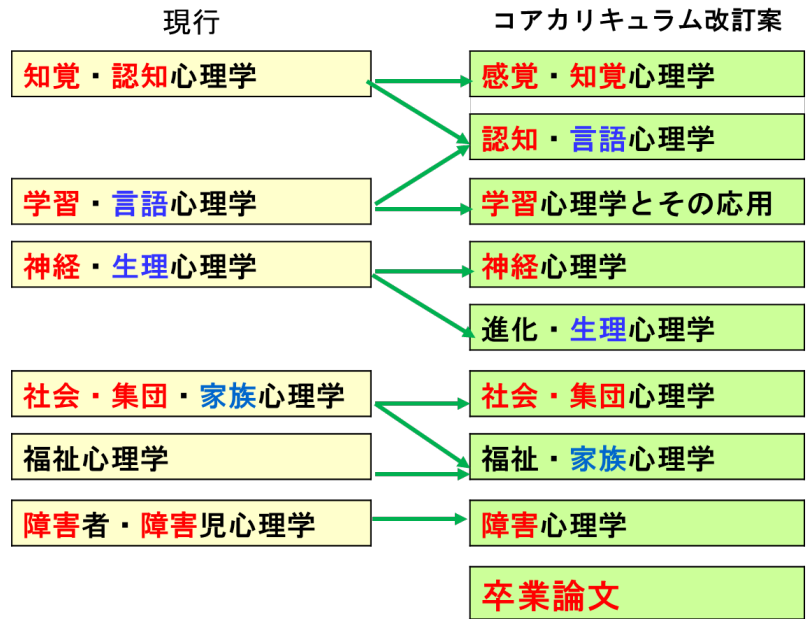 現行
コアカリキュラム改訂案
知覚・認知心理学
感覚・知覚心理学
認知・言語心理学
学習・言語心理学
学習心理学とその応用
神経・生理心理学
神経心理学
進化・生理心理学
社会・集団・家族心理学
社会・集団心理学
福祉心理学
福祉・家族心理学
障害者・障害児心理学
障害心理学
卒業論文